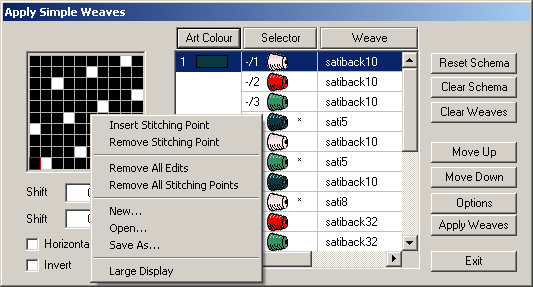 Apply Simple Weaves
Art Colour Selector Weave
1 -/1 satiback10
-/2 satiback10
-/3 satiback10
* sati5
satiback10
* sati5
satiback10
* sati8
satiback32
satiback32
Shift
Shift
Horizonta
Invert
Insert Stitching Point
Remove Stitching Point
Remove All Edits
Remove All Stitching Points
New...
Open...
Save As...
Large Display
Reset Schema
Clear Schema
Clear Weaves
Move Up
Move Down
Options
Apply Weaves
Exit